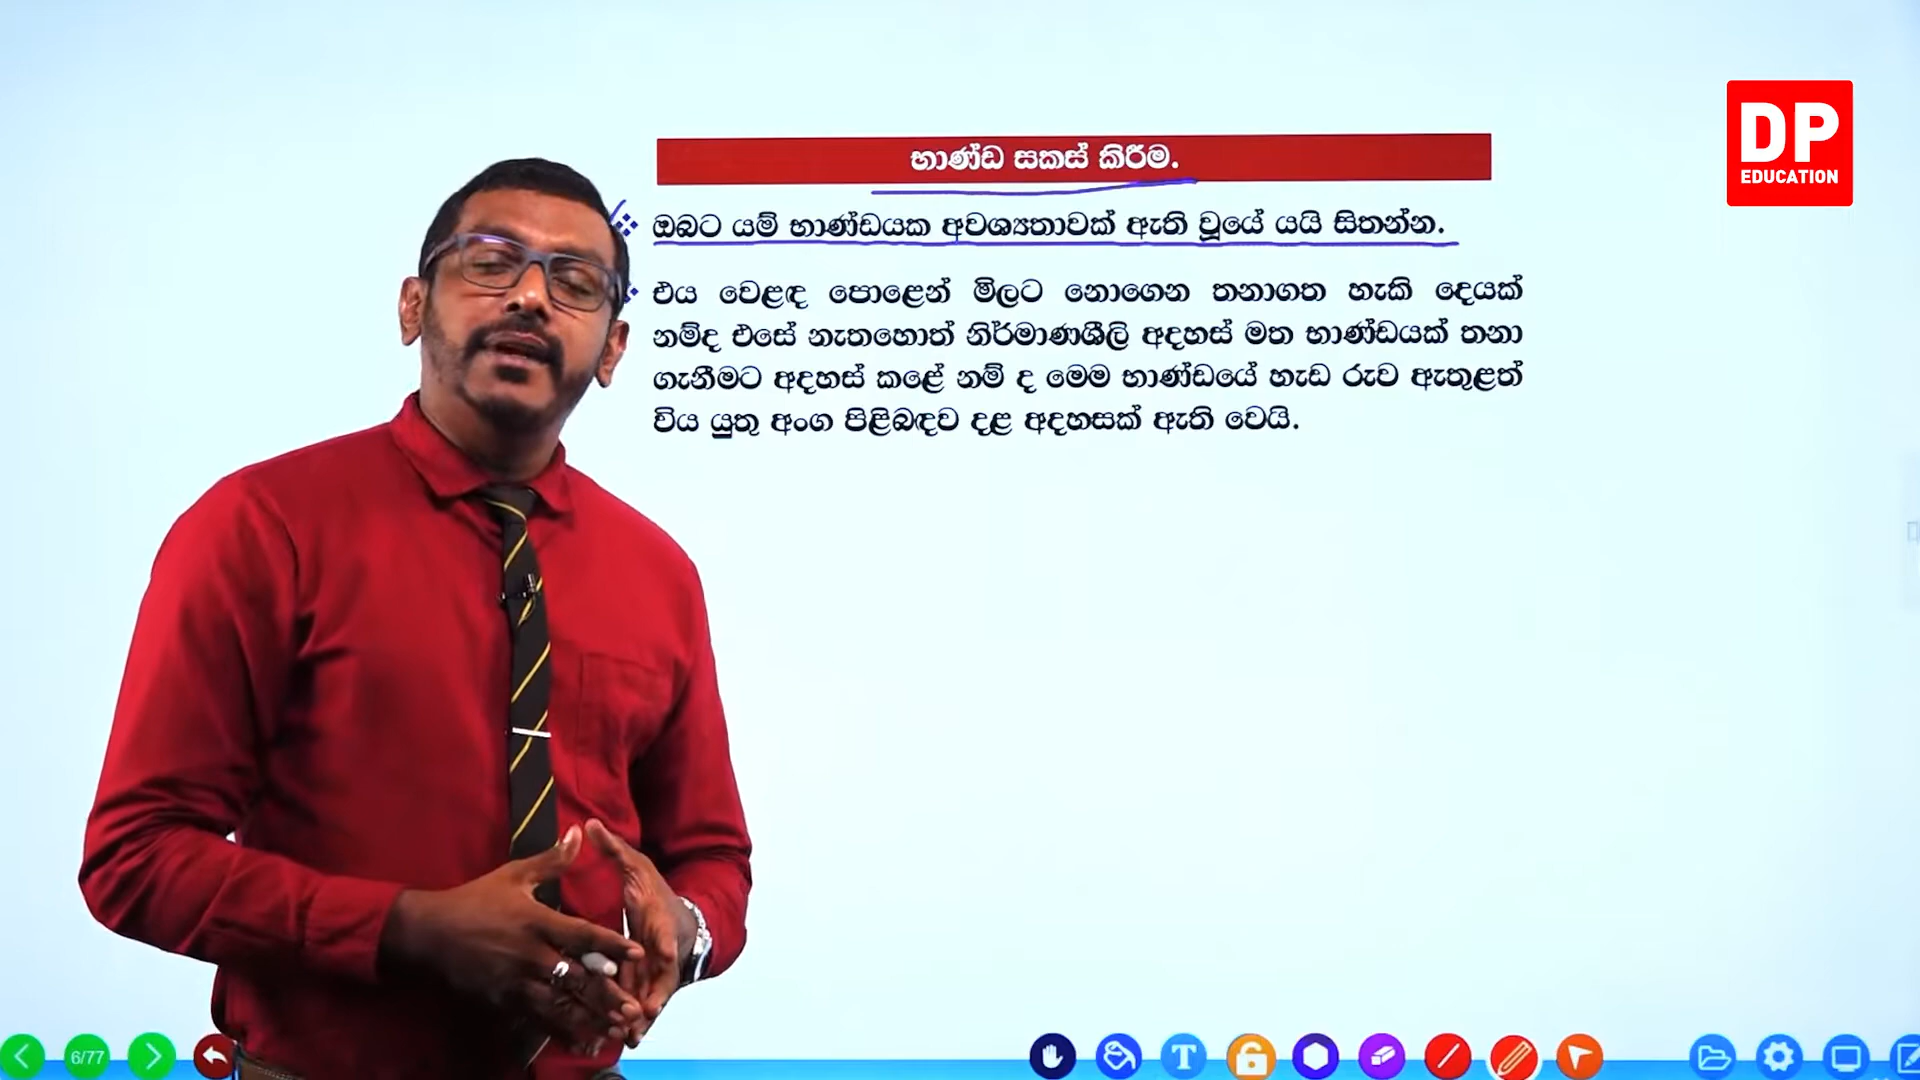 DP
EDUCATION
භාණ්ඩ සකස් කිරීම.
ඔබට යම් භාණ්ඩයක අවශ්‍යතාවක් ඇති වූයේ යයි සිතන්න.
එය වෙළඳ පොළෙන් මිලට නොගෙන තනාගත හැකි දෙයක්
නම්ද එසේ නැතහොත් නිර්මාණශීලි අදහස් මත භාණ්ඩයක් තනා
ගැනීමට අදහස් කළේ නම් ද මෙම භාණ්ඩයේ හැඩ රුව ඇතුළත්
විය යුතු අංග පිළිබඳව දළ අදහසක් ඇති වෙයි.
6/77
T